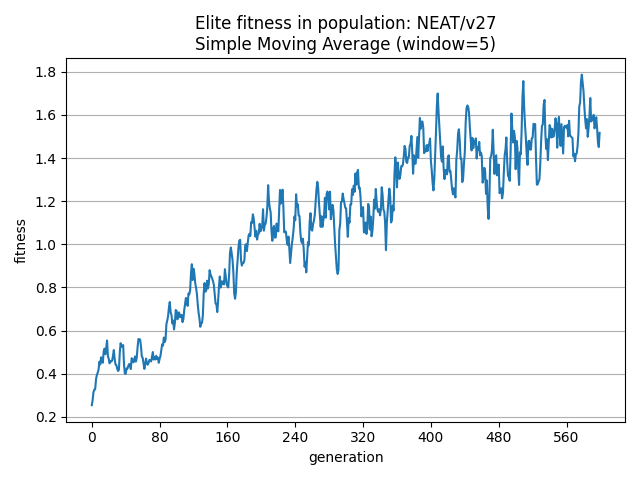 Elite fitness in population: NEAT/v27
Simple Moving Average (window=5)
1.8
1.6
1.4
1.2
1.0
0.8
0.6
0.4
0.2
fitness
0 80 160 240 320 400 480 560
generation